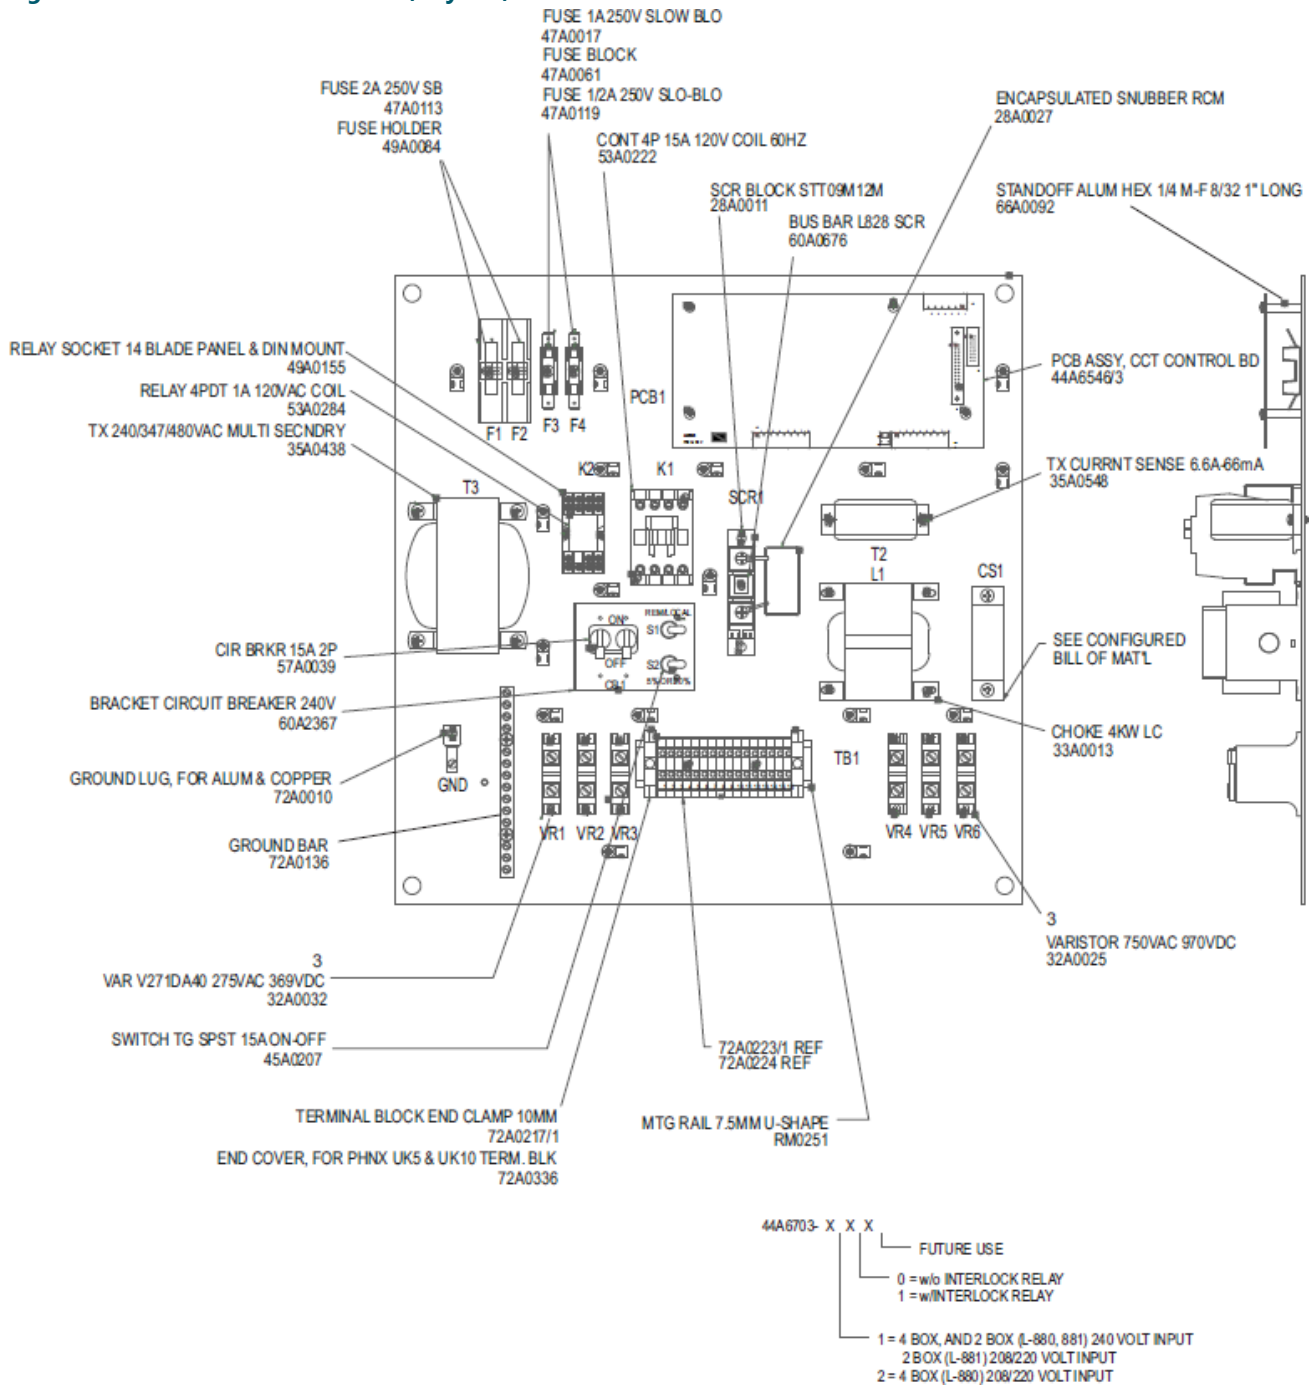 FUSE 1A 250V SLOW BLO
47A0017
FUSE BLOCK
47A0061
FUSE 1/2A 250V SLO-BLO
47A0119
FUSE 2A 250V SB
47A0113
FUSE HOLDER
49A0084
CONT 4P 15A 120V COIL 60HZ
53A0222
ENCAPSULATED SNUBBER RCM
28A0027
SCR BLOCK STT09M12M
28A0011
BUS BAR L828 SCR
60A0676
STANDOFF ALUM HEX 1/4 M-F 8/32 1" LONG
66A0092
RELAY SOCKET 14 BLADE PANEL & DIN MOUNT
49A0155
RELAY 4PDT 1A 120VAC COIL
53A0284
TX 240/347/480VAC MULTI SECNDRY
35A0438
PCB ASSY, CCT CONTROL BD
44A6546/3
PCB1
F1 F2 F3 F4
K2 K1
TX CURRNT SENSE 6.6A-66mA
35A0548
T3
SCR1
T2
L1
CS1
ON
REM/LOCAL
S1
OFF
S2
CB1
CIR BRKR 15A 2P
57A0039
SEE CONFIGURED
BILL OF MAT'L
BRACKET CIRCUIT BREAKER 240V
60A2367
CHOKE 4KW LC
33A0013
GROUND LUG, FOR ALUM & COPPER
72A0010
GND
TB1
VR1 VR2 VR3
VR4 VR5 VR6
GROUND BAR
72A0136
3
VARISTOR 750VAC 970VDC
32A0025
3
VAR V271DA40 275VAC 369VDC
32A0032
SWITCH TG SPST 15A ON-OFF
45A0207
72A0223/1 REF
72A0224 REF
TERMINAL BLOCK END CLAMP 10MM
72A0217/1
END COVER, FOR PHNX UK5 & UK10 TERM. BLK
72A0336
MTG RAIL 7.5MM U-SHAPE
RM0251
44A6703- X X X
FUTURE USE
0 = w/o INTERLOCK RELAY
1 = w/INTERLOCK RELAY
1 = 4 BOX, AND 2 BOX (L-880, 881) 240 VOLT INPUT
2 BOX (L-881) 208/220 VOLT INPUT
2 = 4 BOX (L-880) 208/220 VOLT INPUT